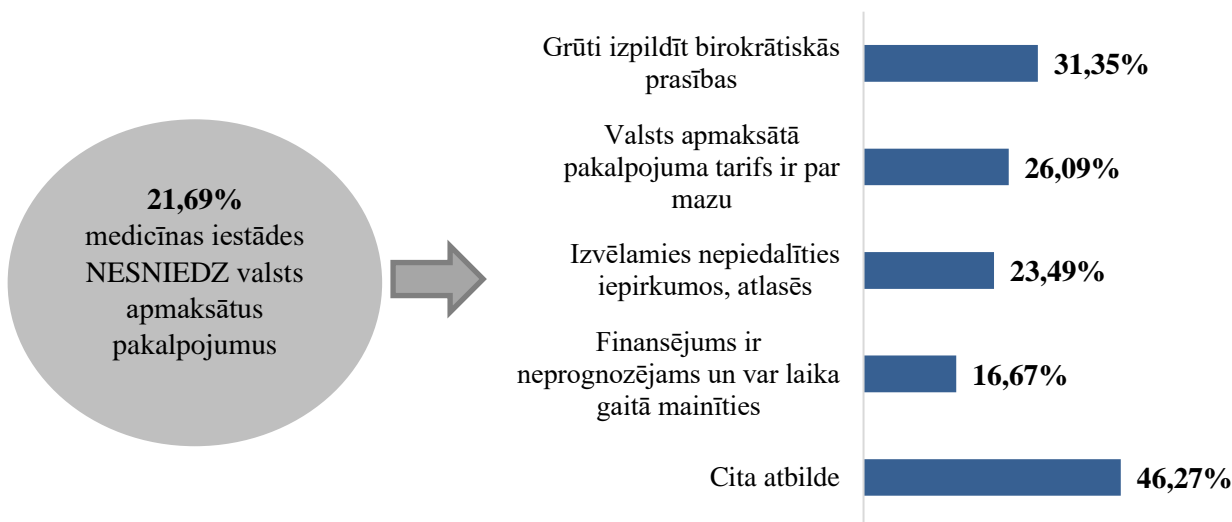 21,69%
medicīnas iestādes
NESNIEDZ valsts
apmaksātus
pakalpojumus
Grūti izpildīt birokrātiskās
prasības
31,35%
Valsts apmaksātā
pakalpojuma tarifs ir par
mazu
26,09%
Izvēlamies nepiedalīties
iepirkumos, atlasēs
23,49%
Finansējums ir
neprognozējams un var laika
gaitā mainīties
16,67%
Cita atbilde
46,27%